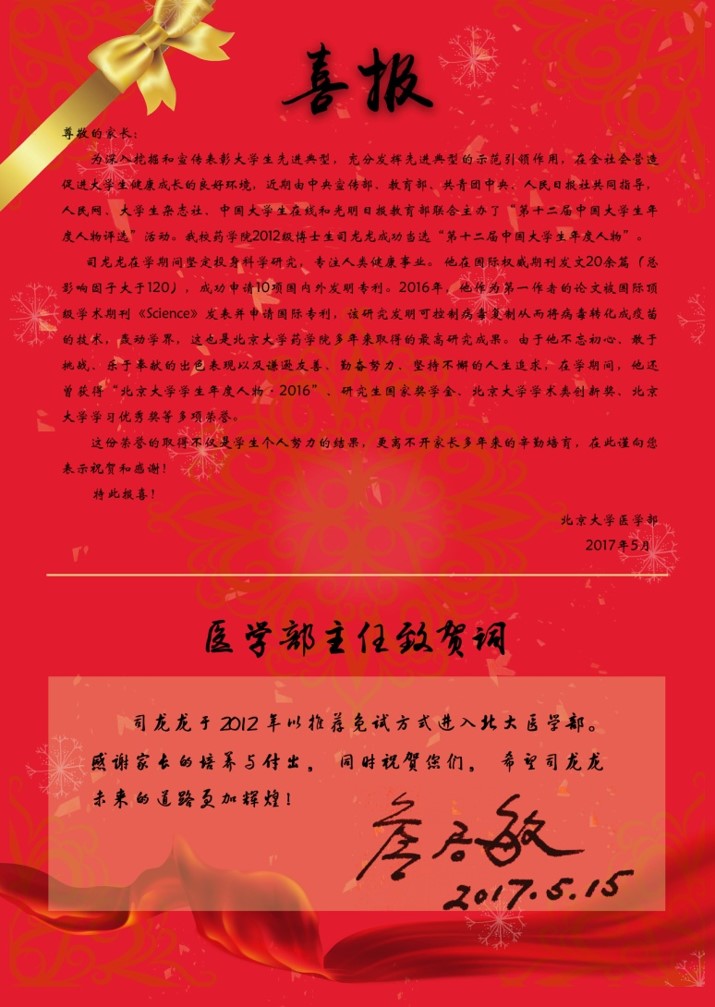 喜报
尊敬的家长：
为深入挖掘和宣传表彰大学生先进典型，充分发挥先进典型的示范引领作用，在全社会营造
促进大学生健康成长的良好环境，近期由中央宣传部、教育部、共青团中央、人民日报社共同指导，
人民网、大学生杂志社、中国大学生在线和光明日报教育部联合主办了“第十二届中国大学生年
度人物评选”活动。我校药学院2012级博士生司龙龙成功当选“第十二届中国大学生年度人物”。
司龙龙在学期间坚定投身科学研究，专注人类健康事业。他在国际权威期刊发文20余篇（总
影响因子大于120），成功申请10项国内外发明专利。2016年，他作为第一作者的论文被国际顶
级学术期刊《Science》发表并申请国际专利，该研究发明可控制病毒复制从而将病毒转化成疫苗
的技术，轰动学界，这也是北京大学药学院多年来取得的最高研究成果。由于他不忘初心、敢于
挑战、乐于奉献的出色表现以及谦逊友善、勤奋努力、坚持不懈的人生追求，在学期间，他还
曾获得“北京大学学生年度人物·2016”、研究生国家奖学金、北京大学学术类创新奖、北京
大学学习优秀奖等多项荣誉。
这份荣誉的取得不仅是学生个人努力的结果，更离不开家长多年来的辛勤培育，在此谨向您
表示祝贺和感谢！
特此报喜！
北京大学医学部
2017年5月
医学部主任致贺词
司龙龙于2012年以推荐免试方式进入北大医学部。
感谢家长的培养与付出。同时祝贺您们。希望司龙龙
未来的道路更加辉煌！
詹启敏
2017.5.15